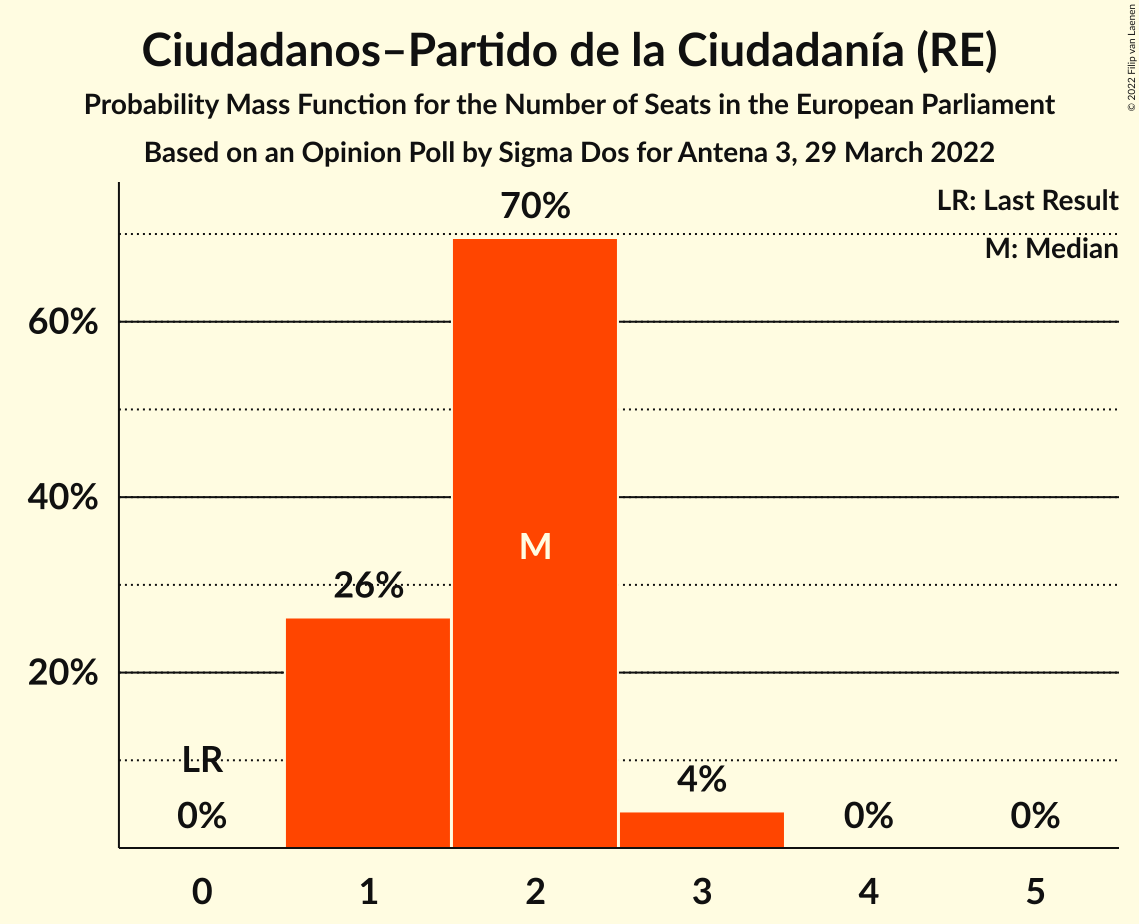 Ciudadanos–Partido de la Ciudadanía (RE)
Probability Mass Function for the Number of Seats in the European Parliament
Based on an Opinion Poll by Sigma Dos for Antena 3, 29 March 2022
© 2022 Filip van Laenen
LR: Last Result
M: Median
70%
60%
40%
M
26%
20%
LR
0%
4%
0%
0%
0 1 2 3 4 5